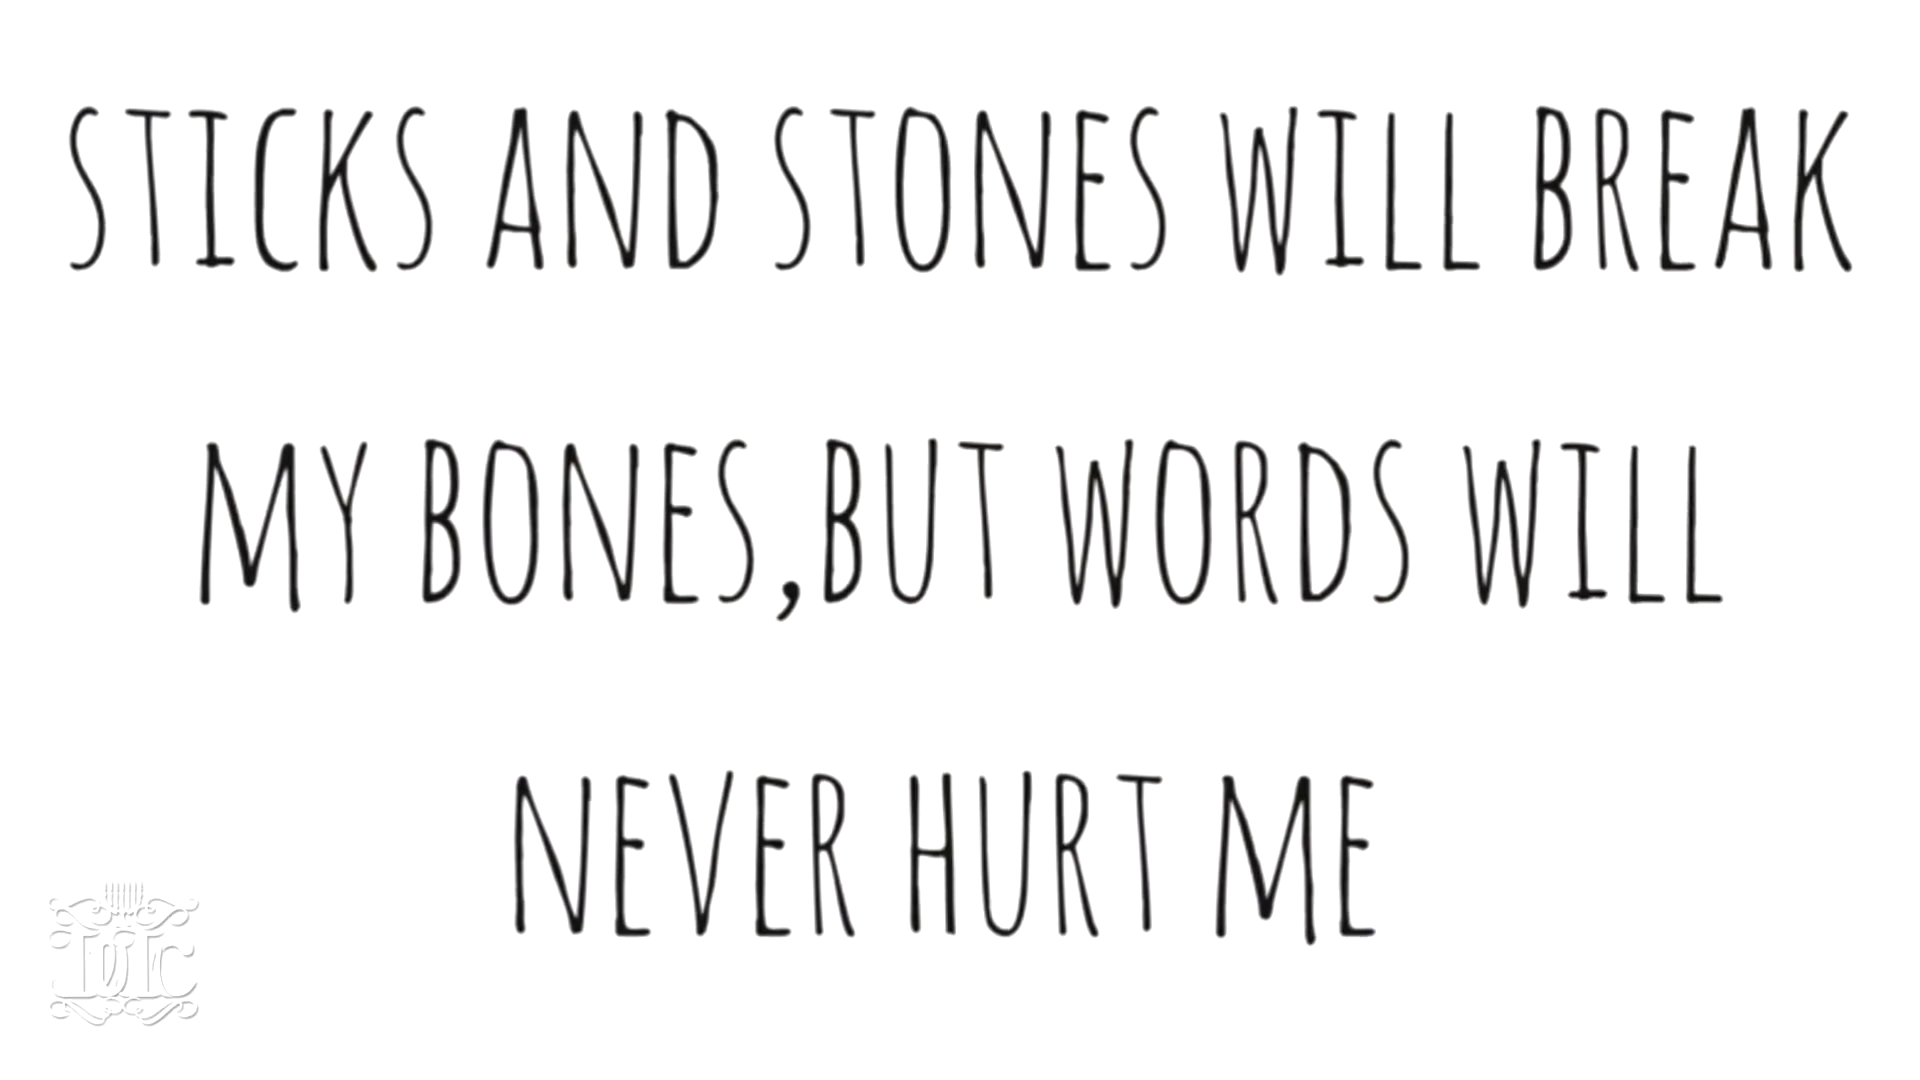 STICKS AND STONES WILL BREAK
MY BONES,BUT WORDS WILL
NEVER HURT ME